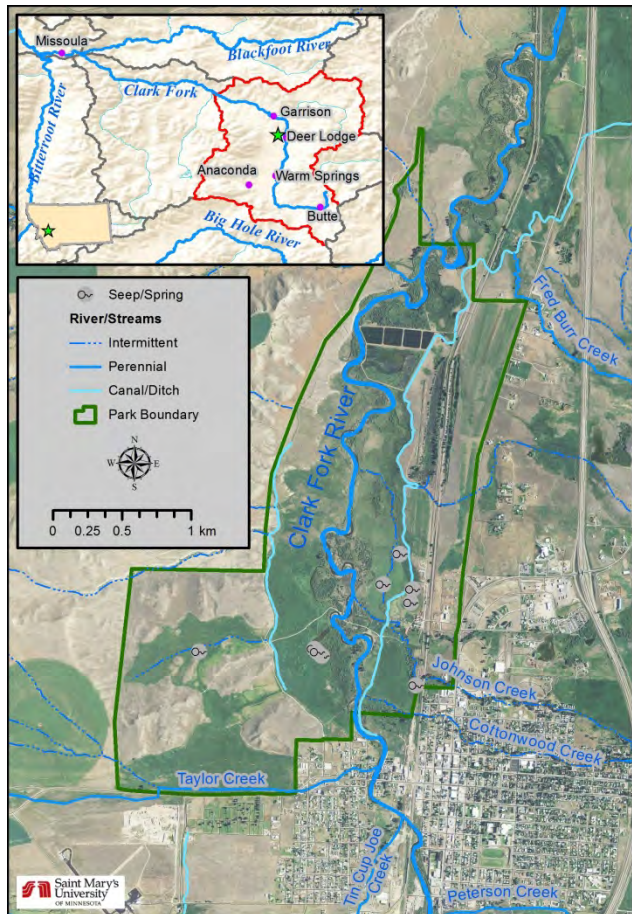 Missoula
Blackfoot River
Clark Fork
Bitterroot River
Garrison
Deer Lodge
Anaconda
Warm Springs
Butte
Big Hole River
Seep/Spring
River/Streams
Intermittent
Perennial
Canal/Ditch
Park Boundary
N
W E
S
0 0.25 0.5 1 km
Fred Burr Creek
Clark Fork River
Johnson Creek
Cottonwood Creek
Taylor Creek
Tin Cup Joe
Creek
Peterson Creek
Saint Mary's
University
OF MINNESOTA